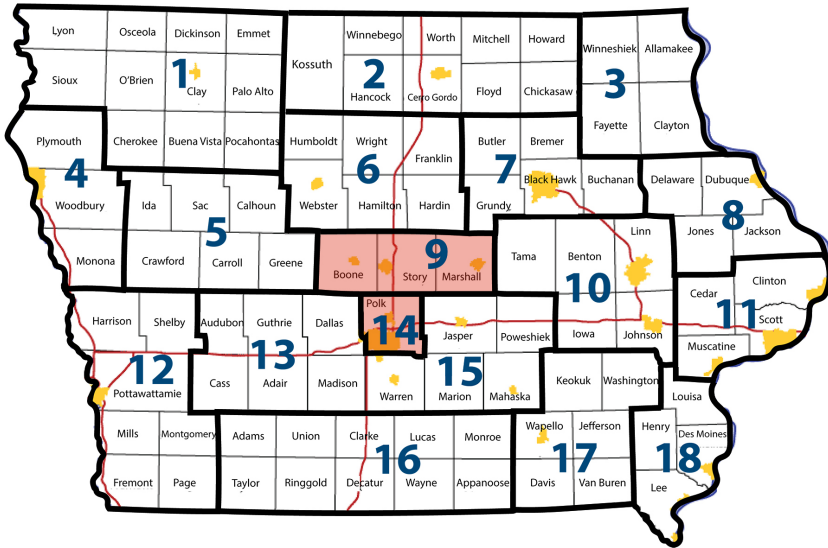 Lyon
Osceola
Dickinson
Emmet
Sioux
O'Brien
1
Clay
Palo Alto
Cherokee
Buena Vista
Pocahontas
Kossuth
Winnebego
Worth
Mitchell
Howard
2
Hancock
Cerro Gordo
Floyd
Chickasaw
Winneshiek
Allamakee
3
Fayette
Clayton
Plymouth
4
Woodbury
Monona
Ida
Sac
Calhoun
5
Crawford
Carroll
Greene
Humboldt
Wright
Franklin
6
Webster
Hamilton
Hardin
Butler
Bremer
7
Black Hawk
Buchanan
Grundy
Delaware
Dubuque
8
Jones
Jackson
9
Boone
Story
Marshall
Tama
Benton
Linn
10
Iowa
Johnson
Cedar
Clinton
11
Scott
Muscatine
Harrison
Shelby
12
Pottawattamie
Mills
Montgomery
Fremont
Page
Audubon
Guthrie
Dallas
13
Cass
Adair
Madison
Polk
14
Jasper
Poweshiek
15
Warren
Marion
Mahaska
Adams
Union
Clarke
Lucas
Monroe
16
Taylor
Ringgold
Decatur
Wayne
Appanoose
Keokuk
Washington
Wapello
Jefferson
17
Davis
Van Buren
Louisa
Henry
Des Moines
18
Lee